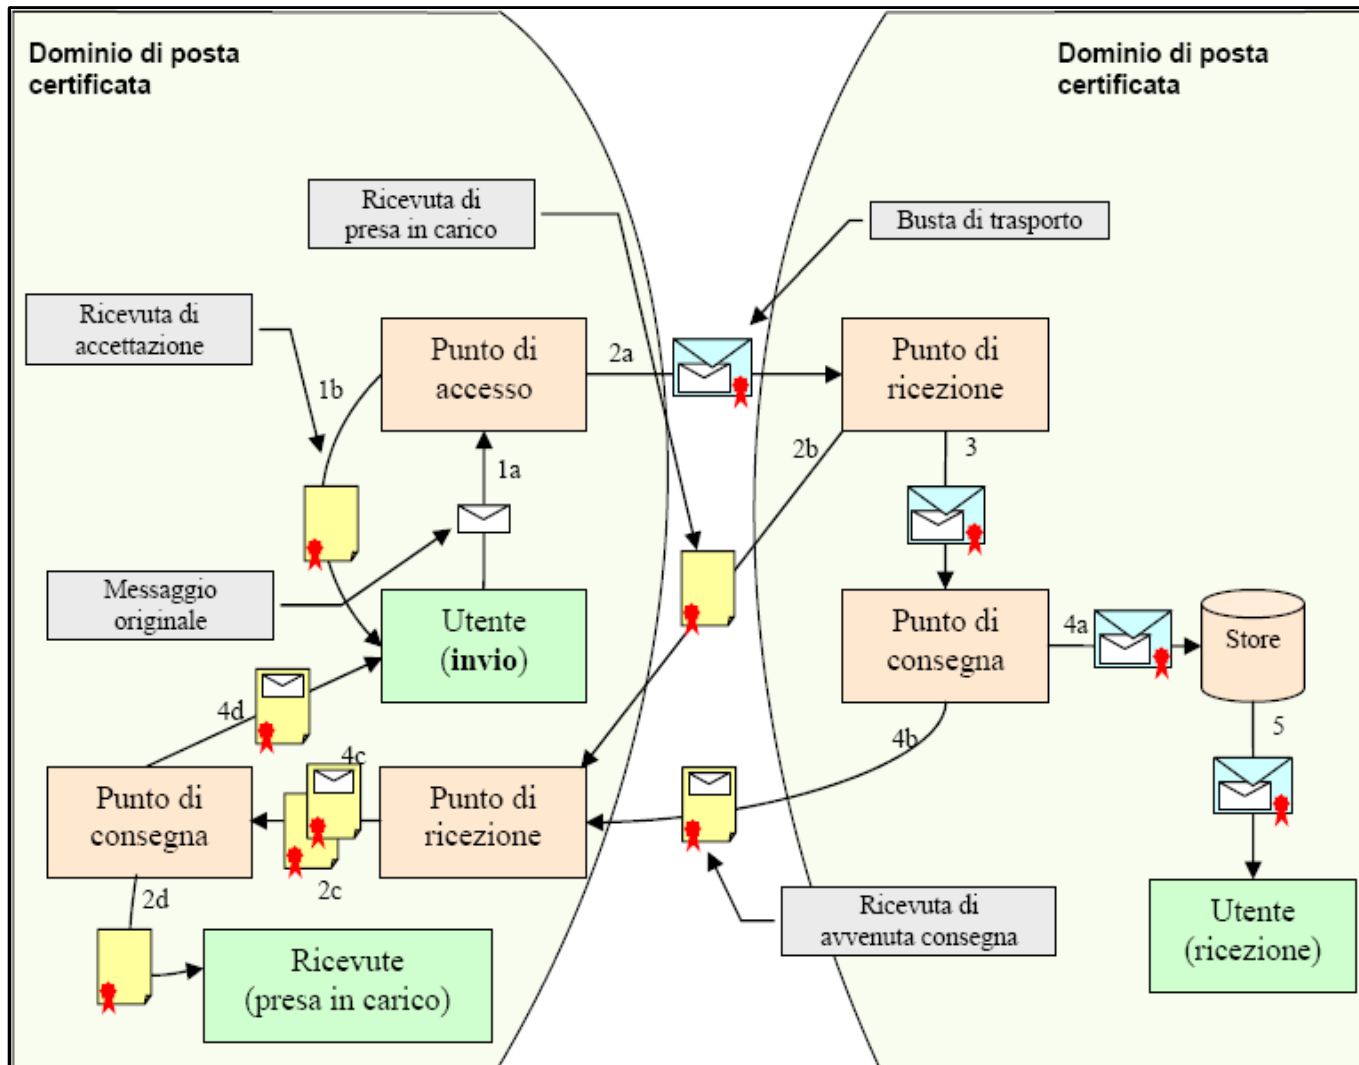 Dominio di posta
certificata
Dominio di posta
certificata
Ricevuta di
presa in carico
Busta di trasporto
Ricevuta di
accettazione
Punto di
accesso
2a
Punto di
ricezione
1b
1a
2b
3
Messaggio
originale
Utente
(invio)
Punto di
consegna
4a
Store
4d
4c
4b
5
Punto di
consegna
Punto di
ricezione
2c
2d
Ricevuta di
avvenuta consegna
Utente
(ricezione)
Ricevute
(presa in carico)